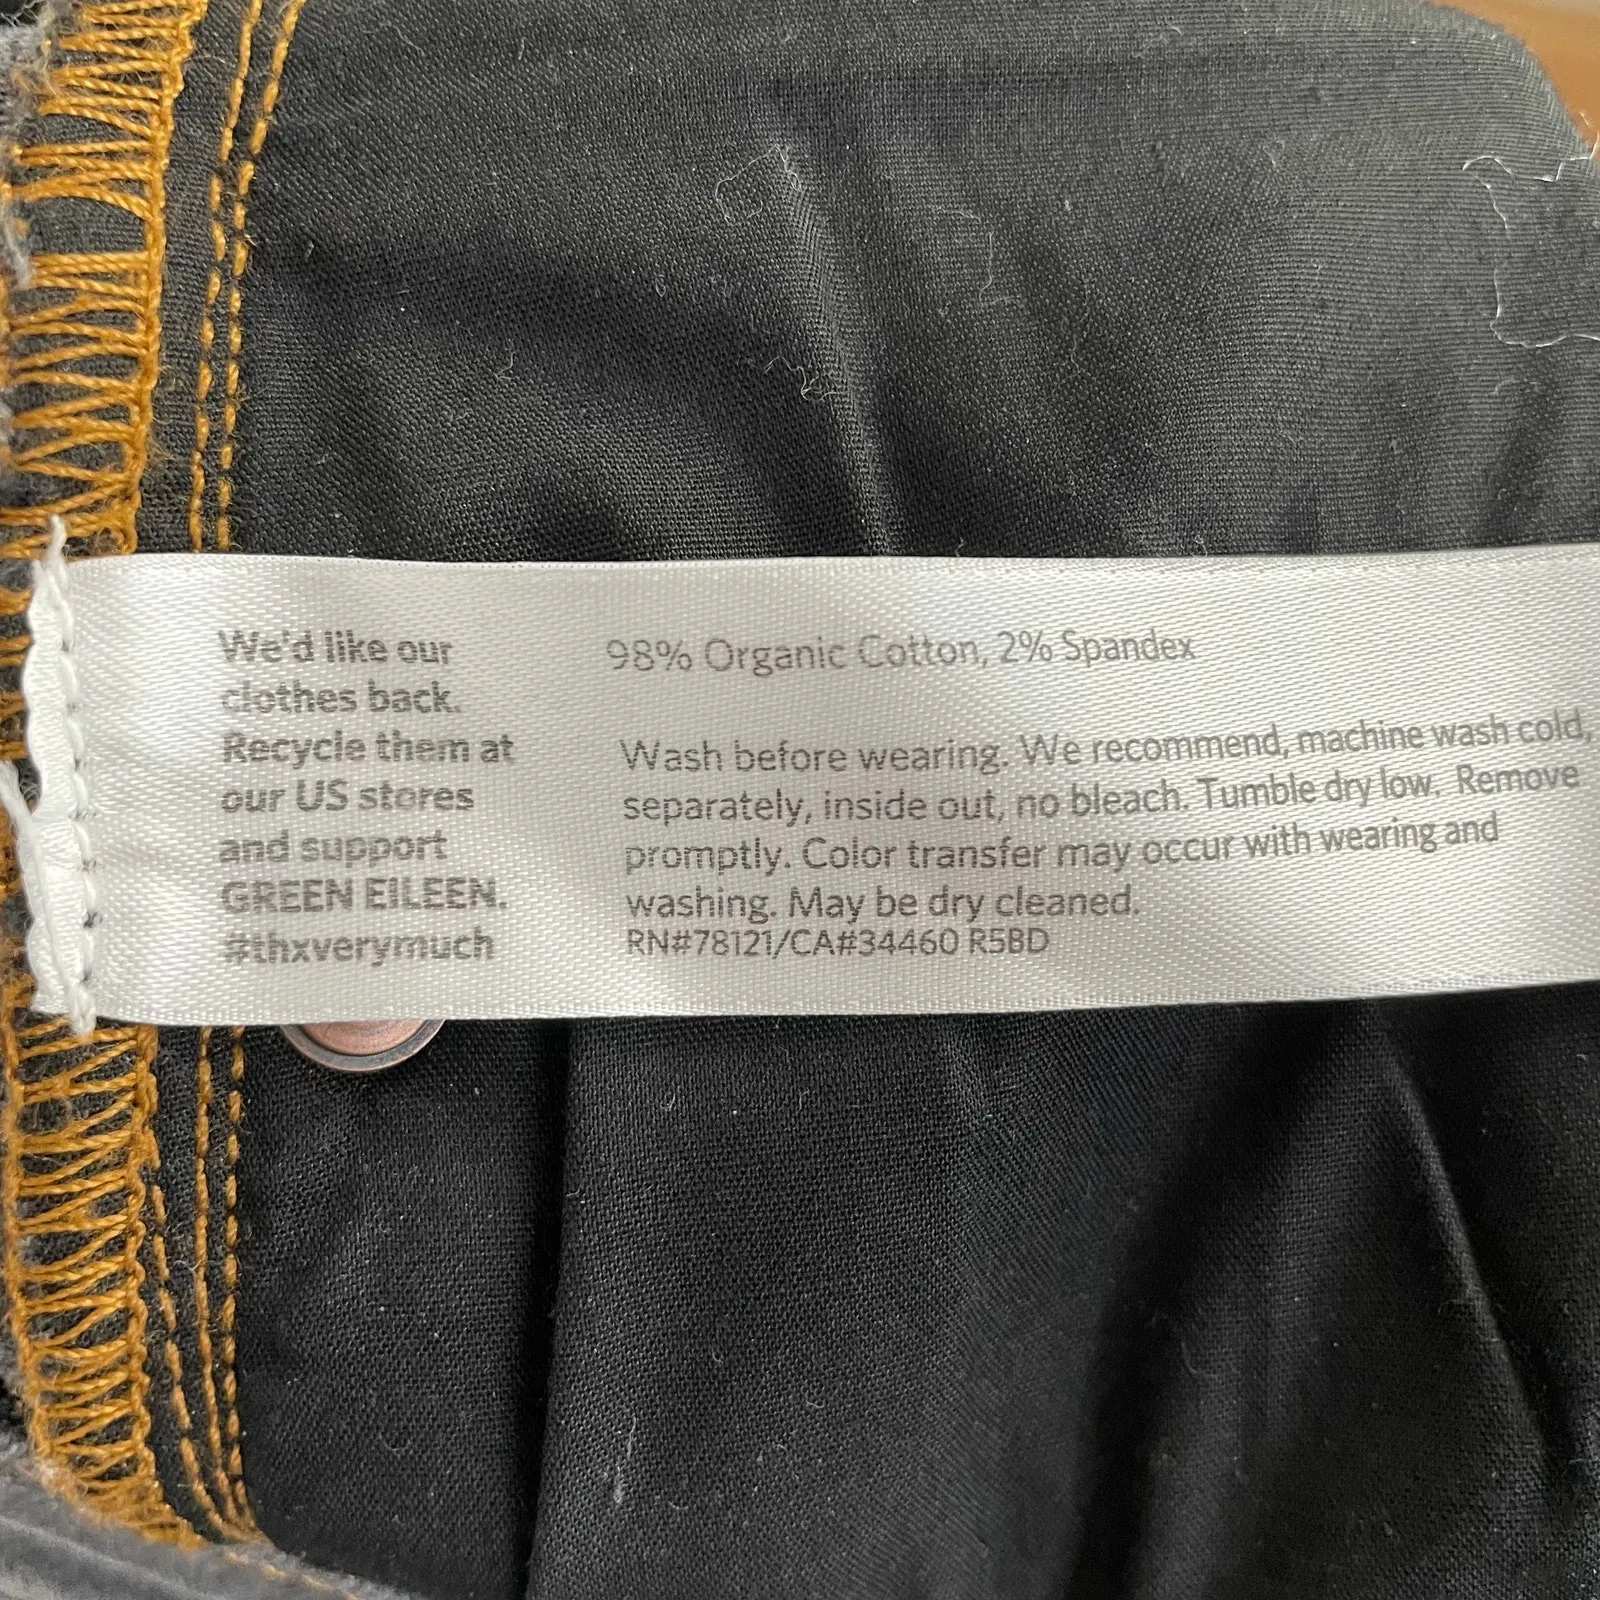 We'd like our
clothes back.
Recycle them at
our US stores
and support
GREEN EILEEN.
#thxverymuch
98% Organic Cotton, 2% Spandex
Wash before wearing. We recommend, machine wash cold,
separately, inside out, no bleach. Tumble dry low. Remove
promptly. Color transfer may occur with wearing and
washing. May be dry cleaned.
RN#78121/CA#34460 R5BD